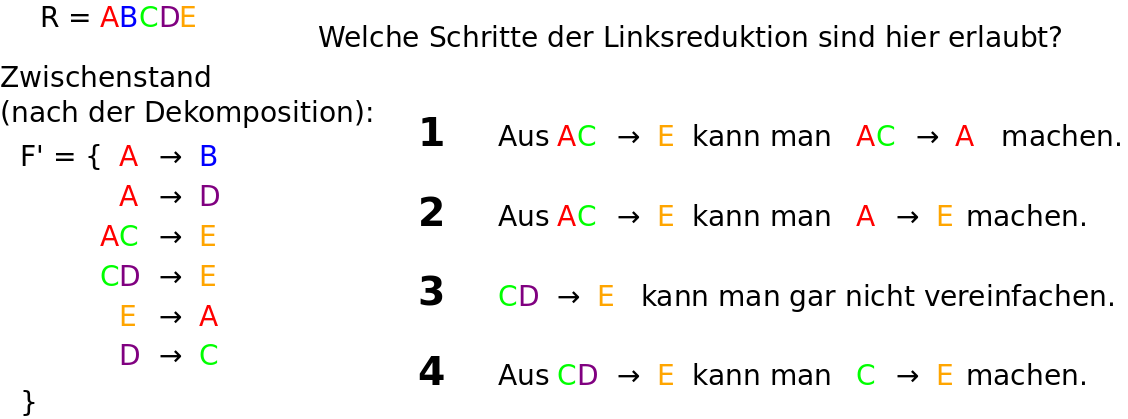 R = ABCDE
Welche Schritte der Linksreduktion sind hier erlaubt?
Zwischenstand
(nach der Dekomposition):
F' = { A → B
A → D
AC → E
CD → E
E → A
D → C
}
1 Aus AC → E kann man AC → A machen.
2 Aus AC → E kann man A → E machen.
3 CD → E kann man gar nicht vereinfachen.
4 Aus CD → E kann man C → E machen.